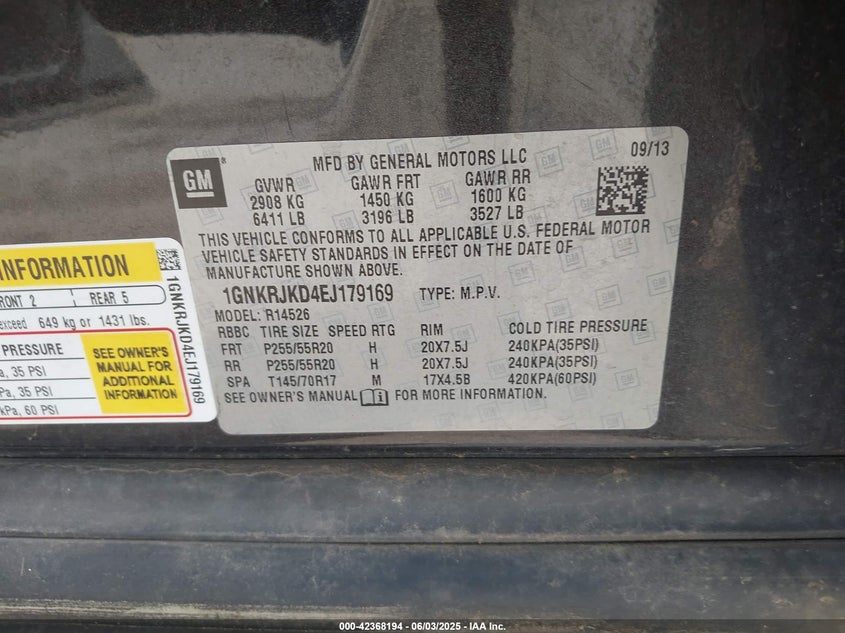 GM
®
MFD BY GENERAL MOTORS LLC
09/13
GVWR GAWR FRT GAWR RR
2908 KG 1450 KG 1600 KG
6411 LB 3196 LB 3527 LB
THIS VEHICLE CONFORMS TO ALL APPLICABLE U.S. FEDERAL MOTOR
VEHICLE SAFETY STANDARDS IN EFFECT ON THE DATE OF
MANUFACTURE SHOWN ABOVE.
1GNKRJKD4EJ179169 TYPE: M.P.V.
MODEL: R14526
RBBC TIRE SIZE SPEED RTG RIM COLD TIRE PRESSURE
FRT P255/55R20 H 20X7.5J 240KPA(35PSI)
RR P255/55R20 H 20X7.5J 240KPA(35PSI)
SPA T145/70R17 M 17X4.5B 420KPA(60PSI)
SEE OWNER'S MANUAL i FOR MORE INFORMATION.
INFORMATION
FRONT 2 REAR 5
exceed 649 kg or 1431 lbs.
PRESSURE
a, 35 PSI
a, 35 PSI
kPa, 60 PSI
SEE OWNER'S
MANUAL FOR
ADDITIONAL
INFORMATION
1GNKRJKD4EJ179169
000-42368194 - 06/03/2025 - IAA Inc.